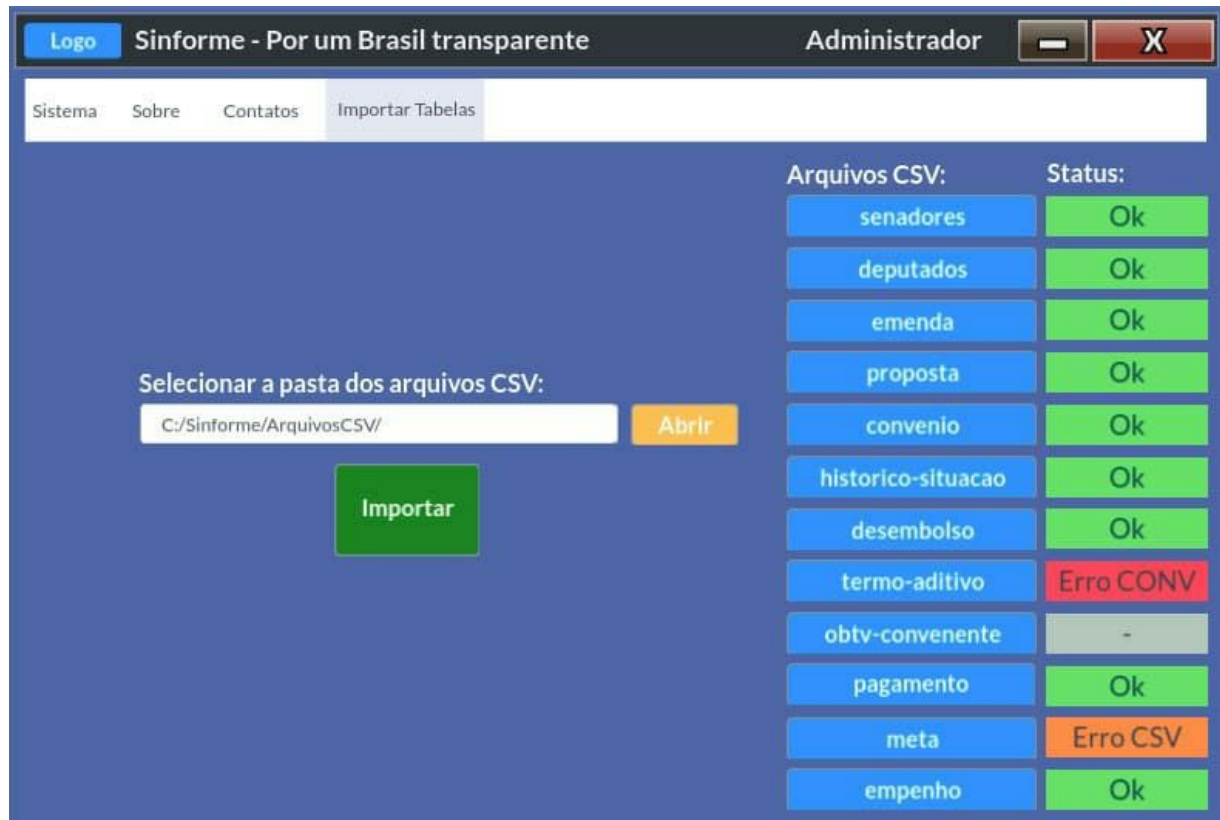 Logo Sinforme - Por um Brasil transparente Administrador X
Sistema Sobre Contatos Importar Tabelas
Arquivos CSV: Status:
senadores Ok
deputados Ok
emenda Ok
proposta Ok
Selecionar a pasta dos arquivos CSV:
C:/Sinforme/ArquivosCSV/ Abrir
convenio Ok
historico-situacao Ok
Importar
desembolso Ok
termo-aditivo Erro CONV
obtv-convenente -
pagamento Ok
meta Erro CSV
empenho Ok